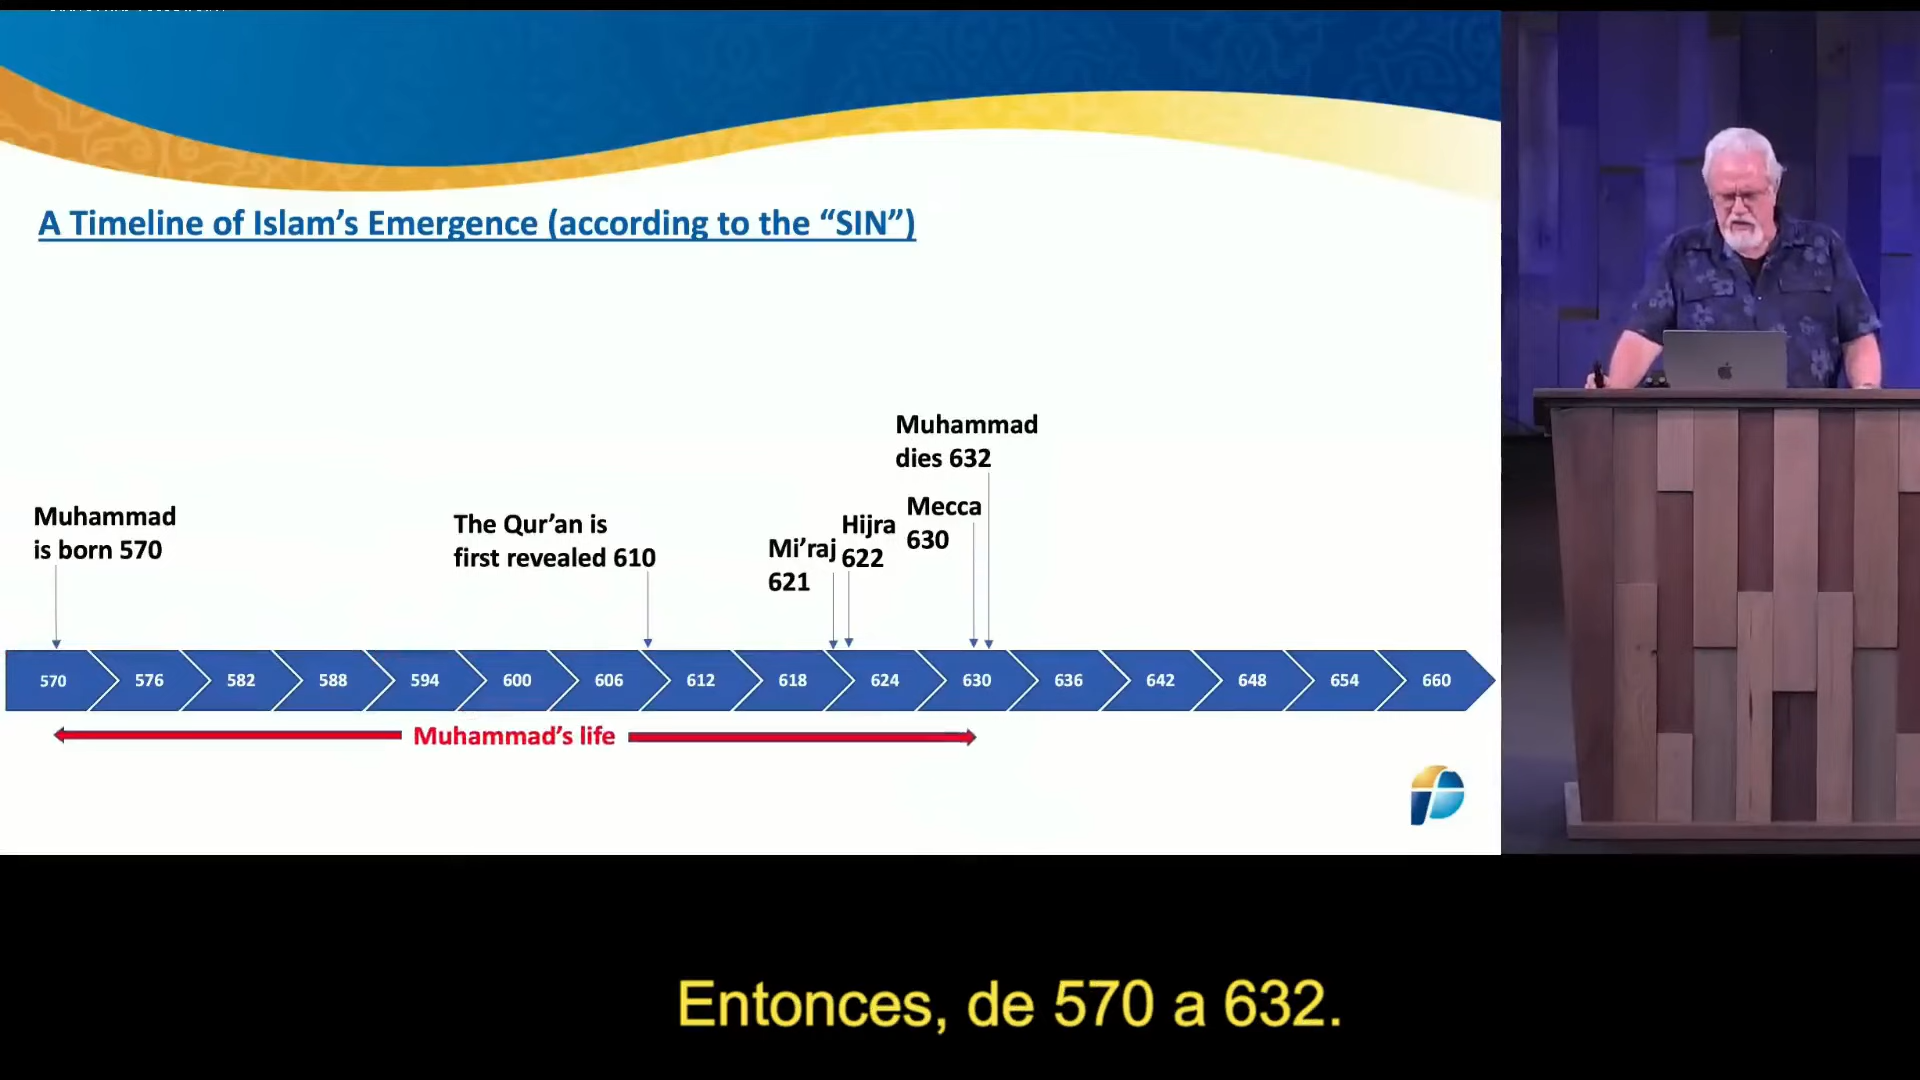 A Timeline of Islam’s Emergence (according to the “SIN”)
Muhammad
dies 632
Mecca
630
Muhammad
is born 570
The Qur’an is
first revealed 610
Hijra
622
Mi’raj
621
570 576 582 588 594 600 606 612 618 624 630 636 642 648 654 660
Muhammad’s life
Entonces, de 570 a 632.